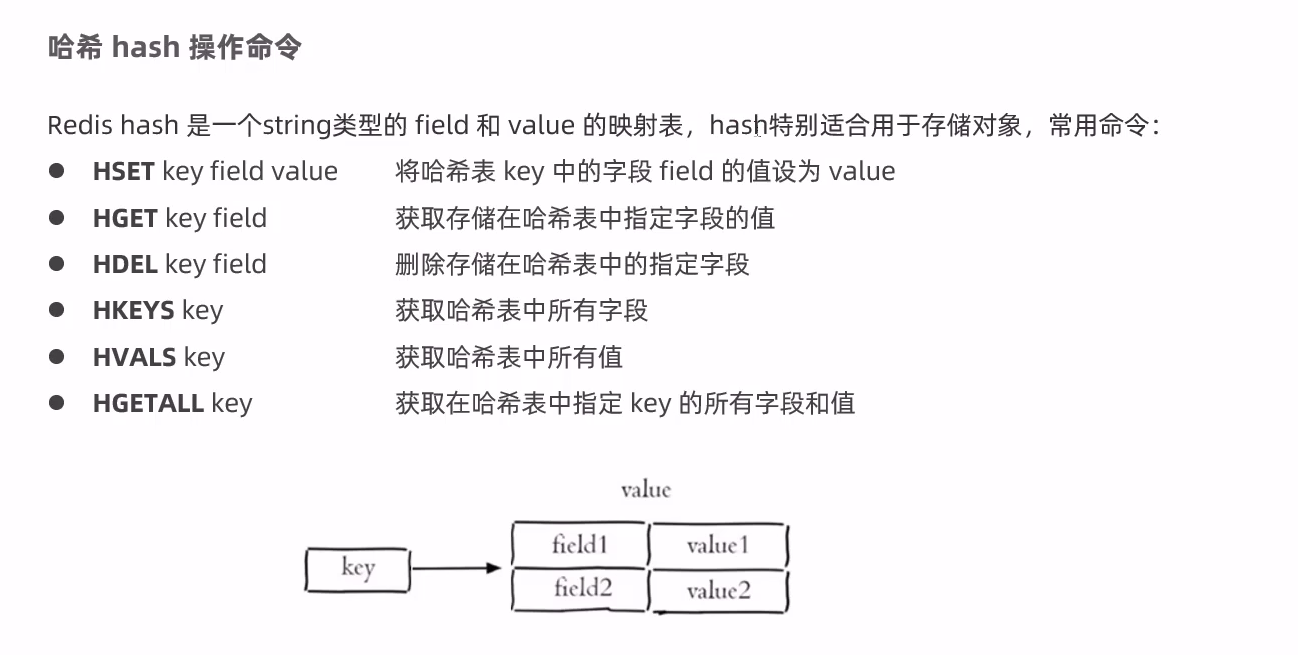 哈希 hash 操作命令
Redis hash 是一个string类型的 field 和 value 的映射表，hash特别适合用于存储对象，常用命令：
● HSET key field value 将哈希表 key 中的字段 field 的值设为 value
● HGET key field 获取存储在哈希表中指定字段的值
● HDEL key field 删除存储在哈希表中的指定字段
● HKEYS key 获取哈希表中所有字段
● HVALS key 获取哈希表中所有值
● HGETALL key 获取在哈希表中指定 key 的所有字段和值
value
key
field1 value1
field2 value2